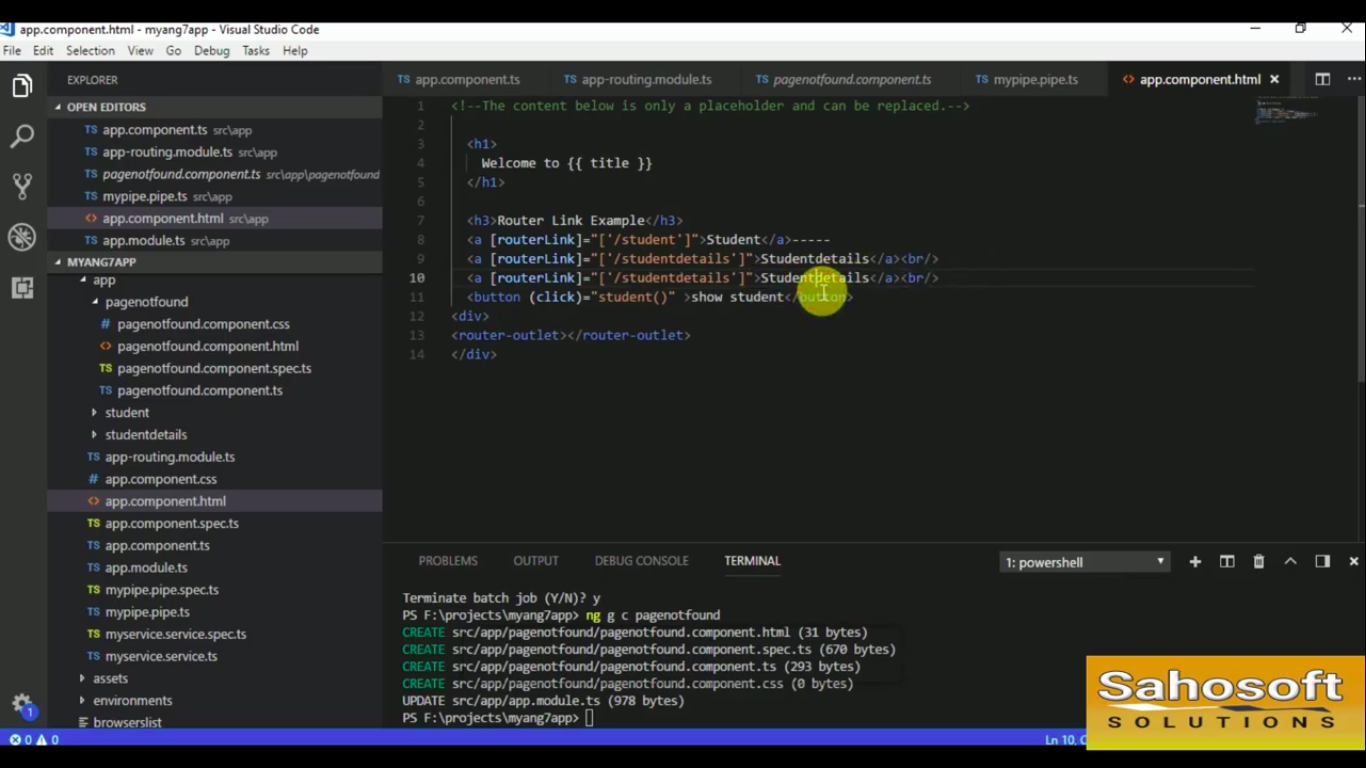 app.component.html - myang7app - Visual Studio Code
File Edit Selection View Go Debug Tasks Help
EXPLORER
OPEN EDITORS
TS app.component.ts src\app
TS app-routing.module.ts src\app
TS pagenotfound.component.ts src\app\pagenotfound
TS mypipe.pipe.ts src\app
<> app.component.html src\app
TS app.module.ts src\app
MYANG7APP
app
pagenotfound
# pagenotfound.component.css
<> pagenotfound.component.html
TS pagenotfound.component.spec.ts
TS pagenotfound.component.ts
student
studentdetails
TS app-routing.module.ts
# app.component.css
<> app.component.html
TS app.component.spec.ts
TS app.component.ts
TS app.module.ts
TS mypipe.pipe.spec.ts
TS mypipe.pipe.ts
TS myservice.service.spec.ts
TS myservice.service.ts
assets
environments
browserslist
TS app.component.ts TS app-routing.module.ts TS pagenotfound.component.ts TS mypipe.pipe.ts <> app.component.html
1 <!--The content below is only a placeholder and can be replaced.-->
2
3 <h1>
4 Welcome to {{ title }}
5 </h1>
6
7 <h3>Router Link Example</h3>
8 <a [routerLink]="['/student']">Student</a>-----
9 <a [routerLink]="['/studentdetails']">Studentdetails</a><br/>
10 <a [routerLink]="['/studentdetails']">Studentdetails</a><br/>
11 <button (click)="student()" >show student</button>
12 <div>
13 <router-outlet></router-outlet>
14 </div>
PROBLEMS OUTPUT DEBUG CONSOLE TERMINAL 1: powershell
Terminate batch job (Y/N)? y
PS F:\projects\myang7app> ng g c pagenotfound
CREATE src/app/pagenotfound/pagenotfound.component.html (31 bytes)
CREATE src/app/pagenotfound/pagenotfound.component.spec.ts (670 bytes)
CREATE src/app/pagenotfound/pagenotfound.component.ts (293 bytes)
CREATE src/app/pagenotfound/pagenotfound.component.css (0 bytes)
UPDATE src/app/app.module.ts (978 bytes)
PS F:\projects\myang7app>
1
0 0
Ln 10,
Sahosoft
SOLUTIONS